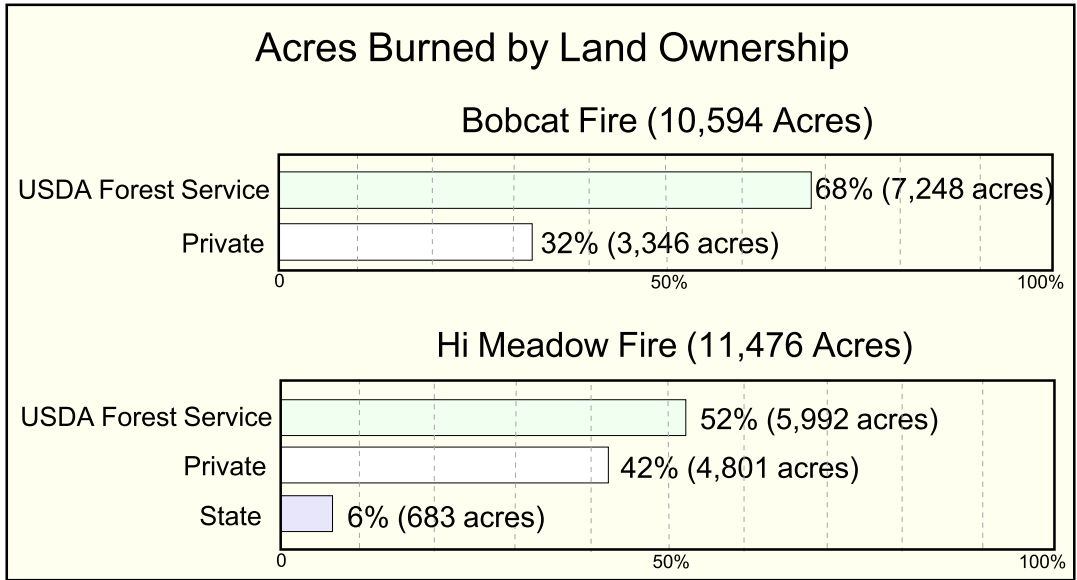 Acres Burned by Land Ownership
Bobcat Fire (10,594 Acres)
USDA Forest Service 68% (7,248 acres)
Private 32% (3,346 acres)
0 50% 100%
Hi Meadow Fire (11,476 Acres)
USDA Forest Service 52% (5,992 acres)
Private 42% (4,801 acres)
State 6% (683 acres)
0 50% 100%